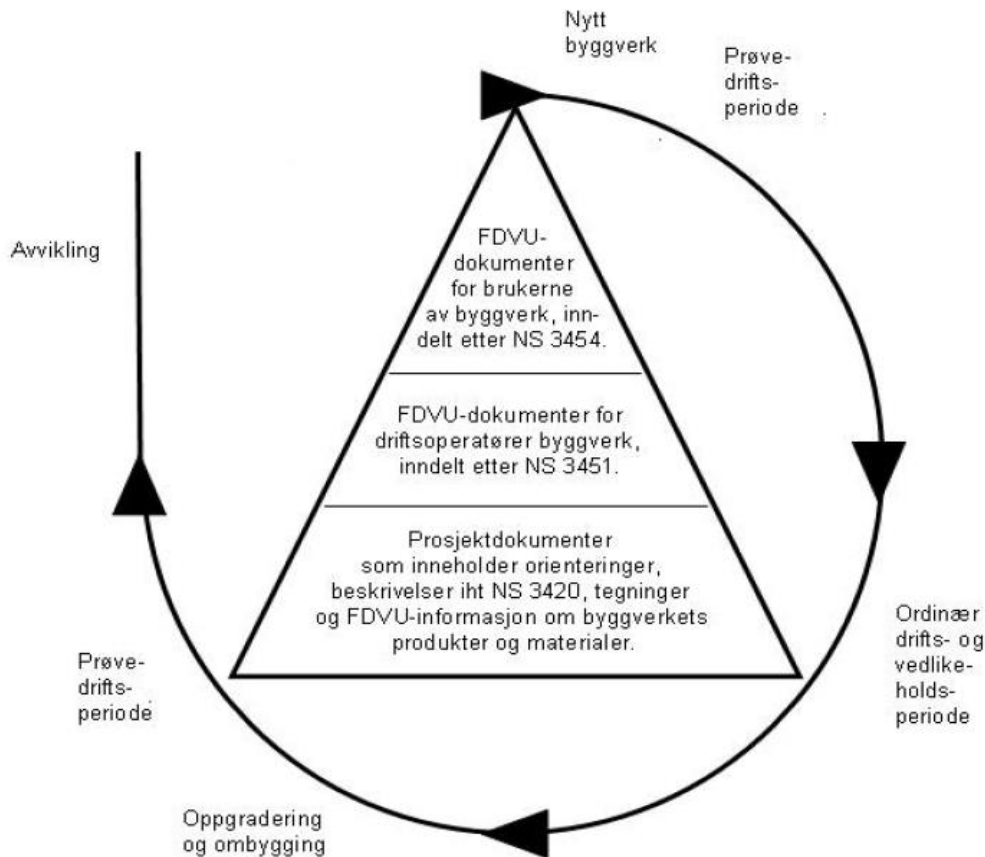 Nytt
byggverk
Prøve-
drifts-
periode
Avvikling
FDVU-
dokumenter
for brukerne
av byggverk, inn-
delt etter NS 3454.
FDVU-dokumenter for
driftsoperatører byggverk,
inndelt etter NS 3451.
Prosjektdokumenter
som inneholder orienteringer,
beskrivelser iht NS 3420, tegninger
og FDVU-informasjon om byggverkets
produkter og materialer.
Ordinær
drifts- og
vedlike-
holds-
periode
Prøve-
drifts-
periode
Oppgradering
og ombygging